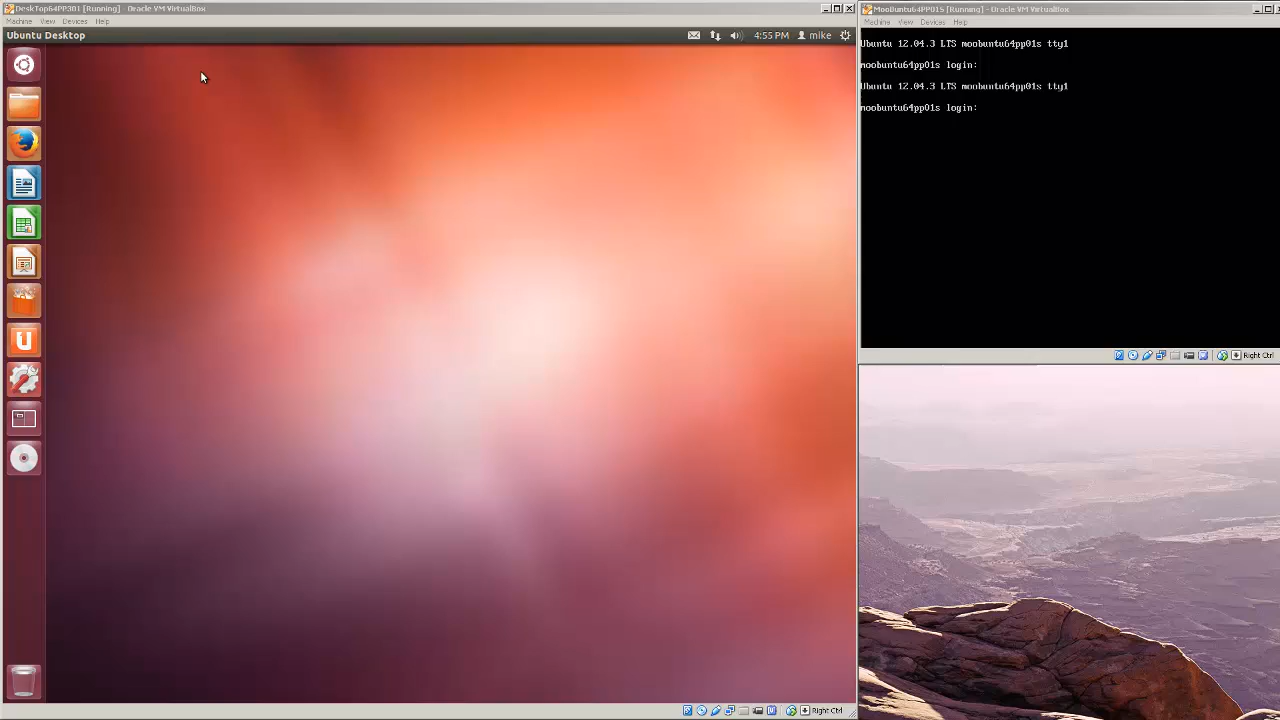 DeskTop64PP301 [Running] - Oracle VM VirtualBox
Machine View Devices Help
Ubuntu Desktop
4:55 PM mike
Right Ctrl
MooBuntu64PP01S [Running] - Oracle VM VirtualBox
Machine View Devices Help
Ubuntu 12.04.3 LTS moobuntu64pp01s tty1
moobuntu64pp01s login:
Ubuntu 12.04.3 LTS moobuntu64pp01s tty1
moobuntu64pp01s login:
Right Ctrl